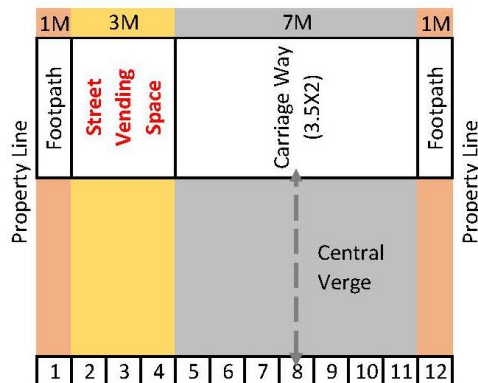 1M 3M 7M 1M
Property Line
Footpath
Street
Vending
Space
Carriage Way
(3.5X2)
Footpath
Property Line
Central
Verge
1 2 3 4 5 6 7 8 9 10 11 12